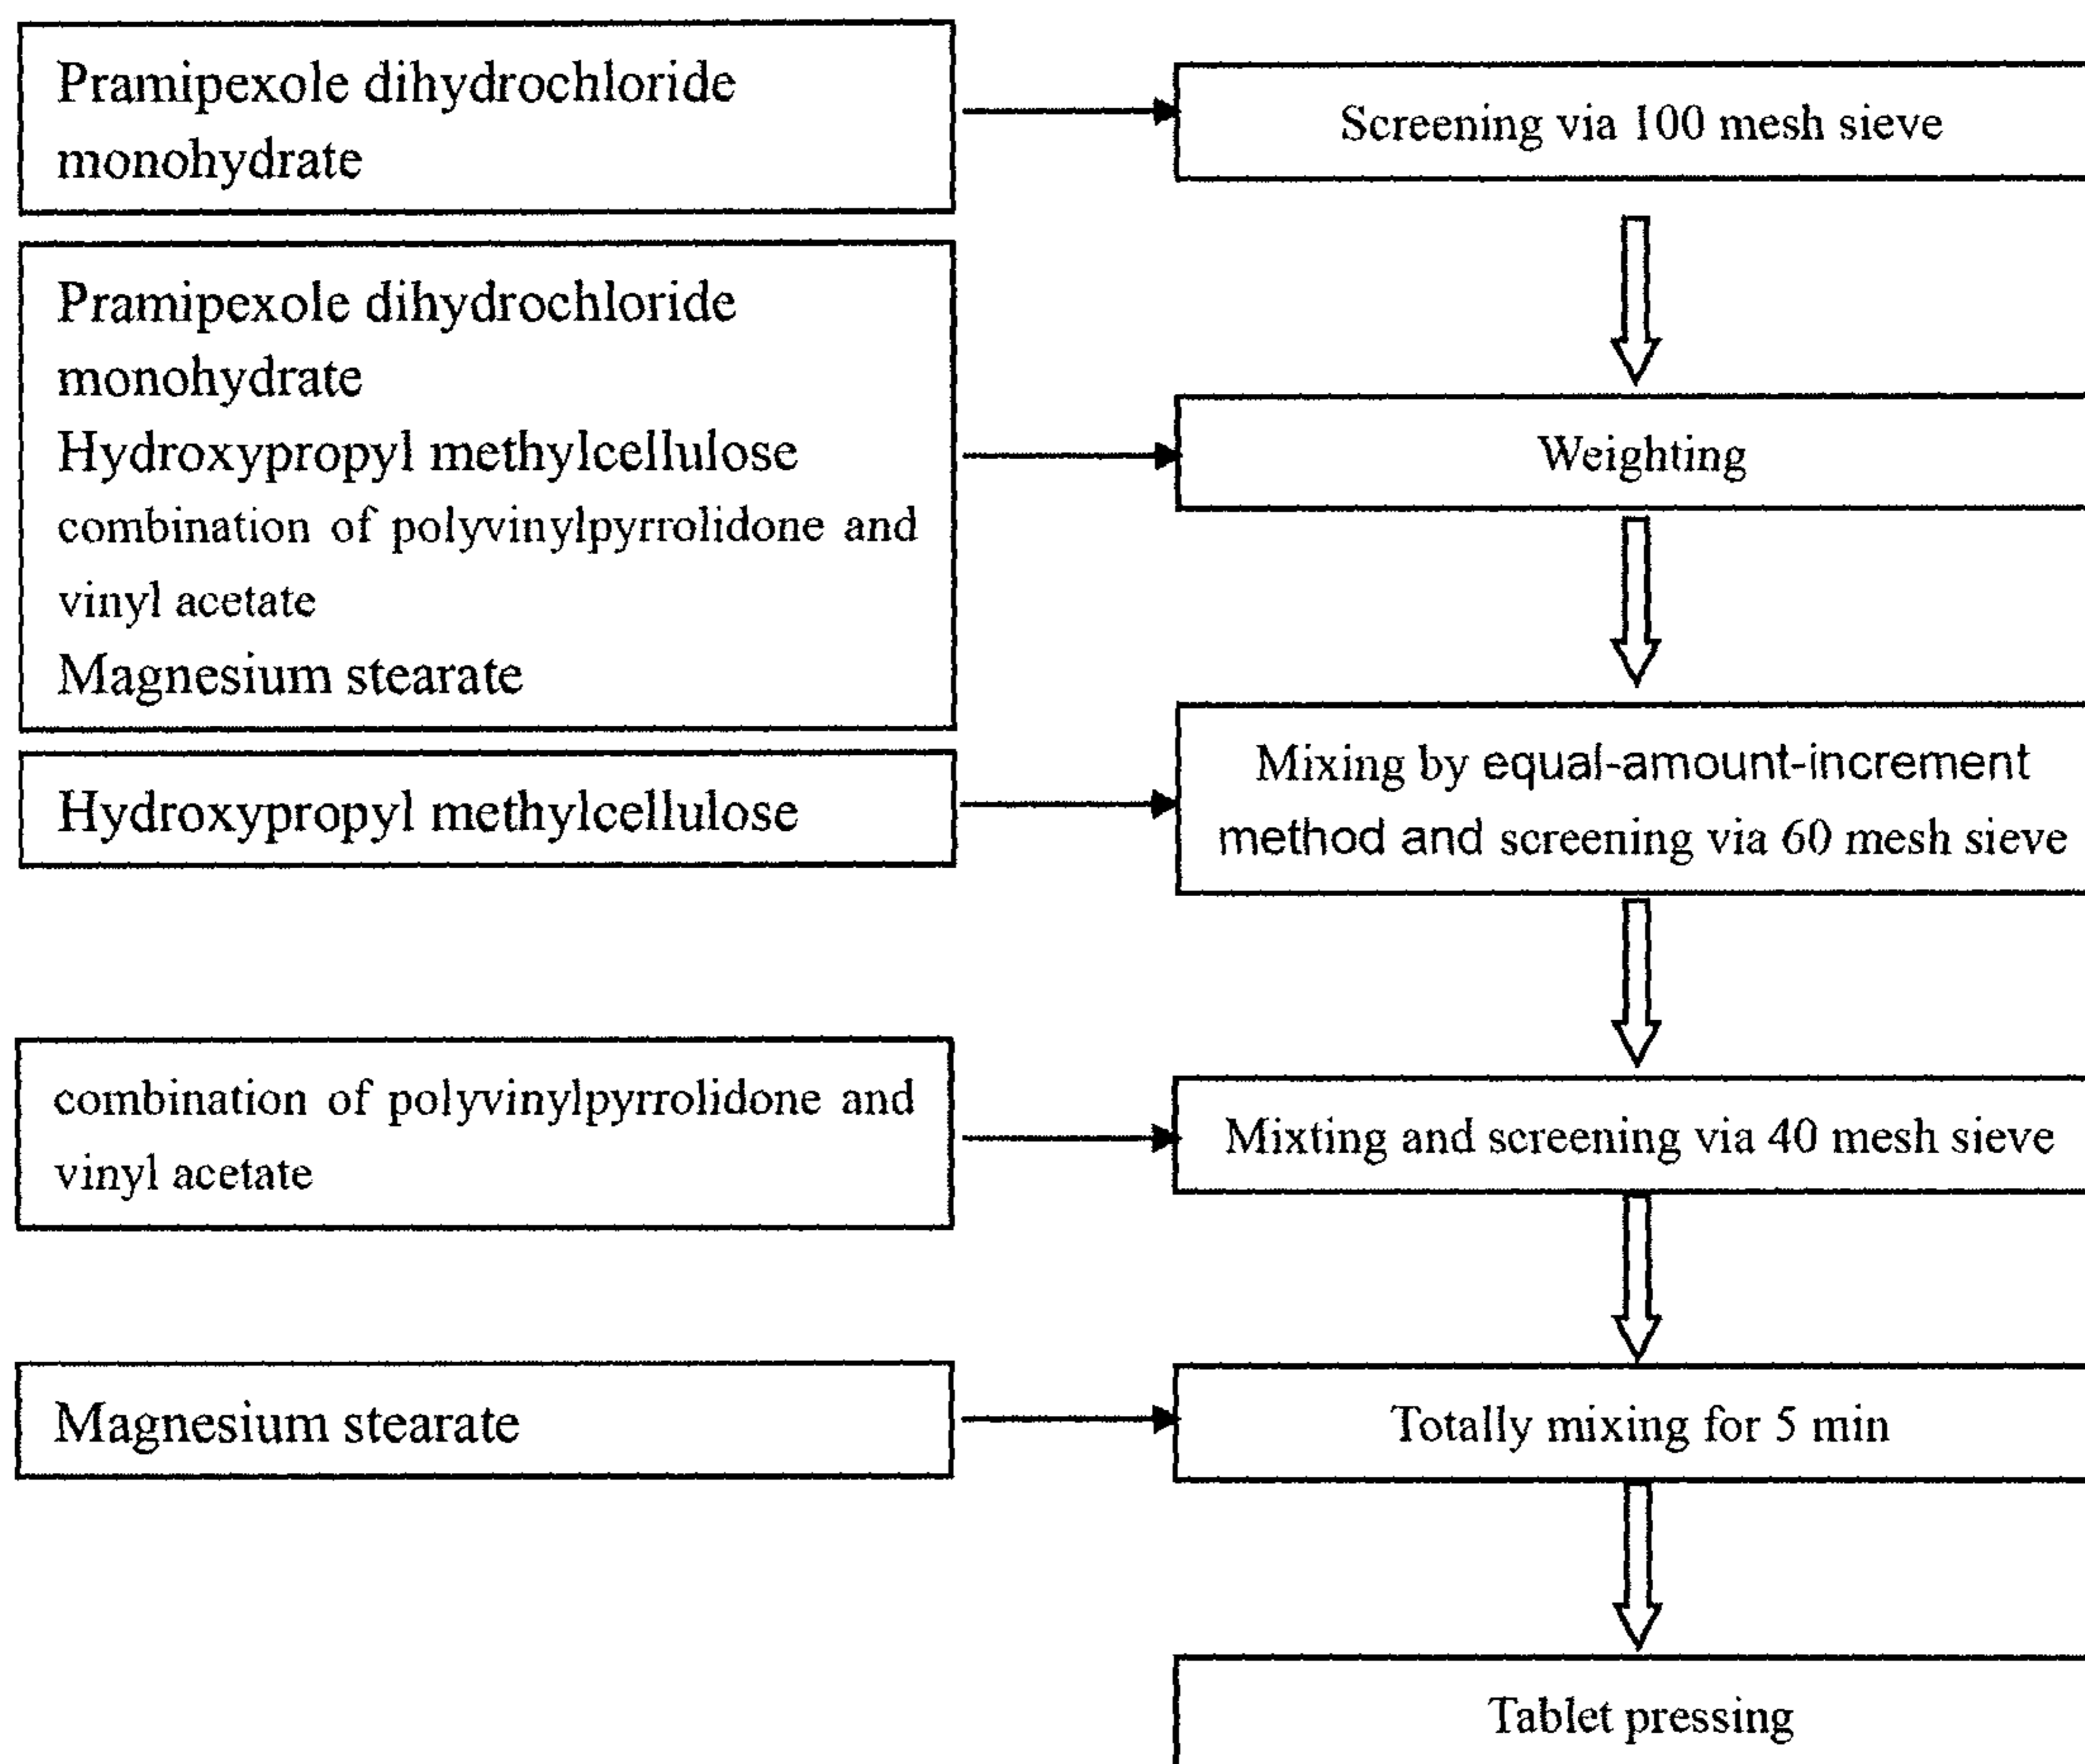 Pramipexole dihydrochloride
monohydrate
Screening via 100 mesh sieve
Pramipexole dihydrochloride
monohydrate
Hydroxypropyl methylcellulose
combination of polyvinylpyrrolidone and
vinyl acetate
Magnesium stearate
Weighting
Hydroxypropyl methylcellulose
Mixing by equal-amount-increment
method and screening via 60 mesh sieve
combination of polyvinylpyrrolidone and
vinyl acetate
Mixting and screening via 40 mesh sieve
Magnesium stearate
Totally mixing for 5 min
Tablet pressing